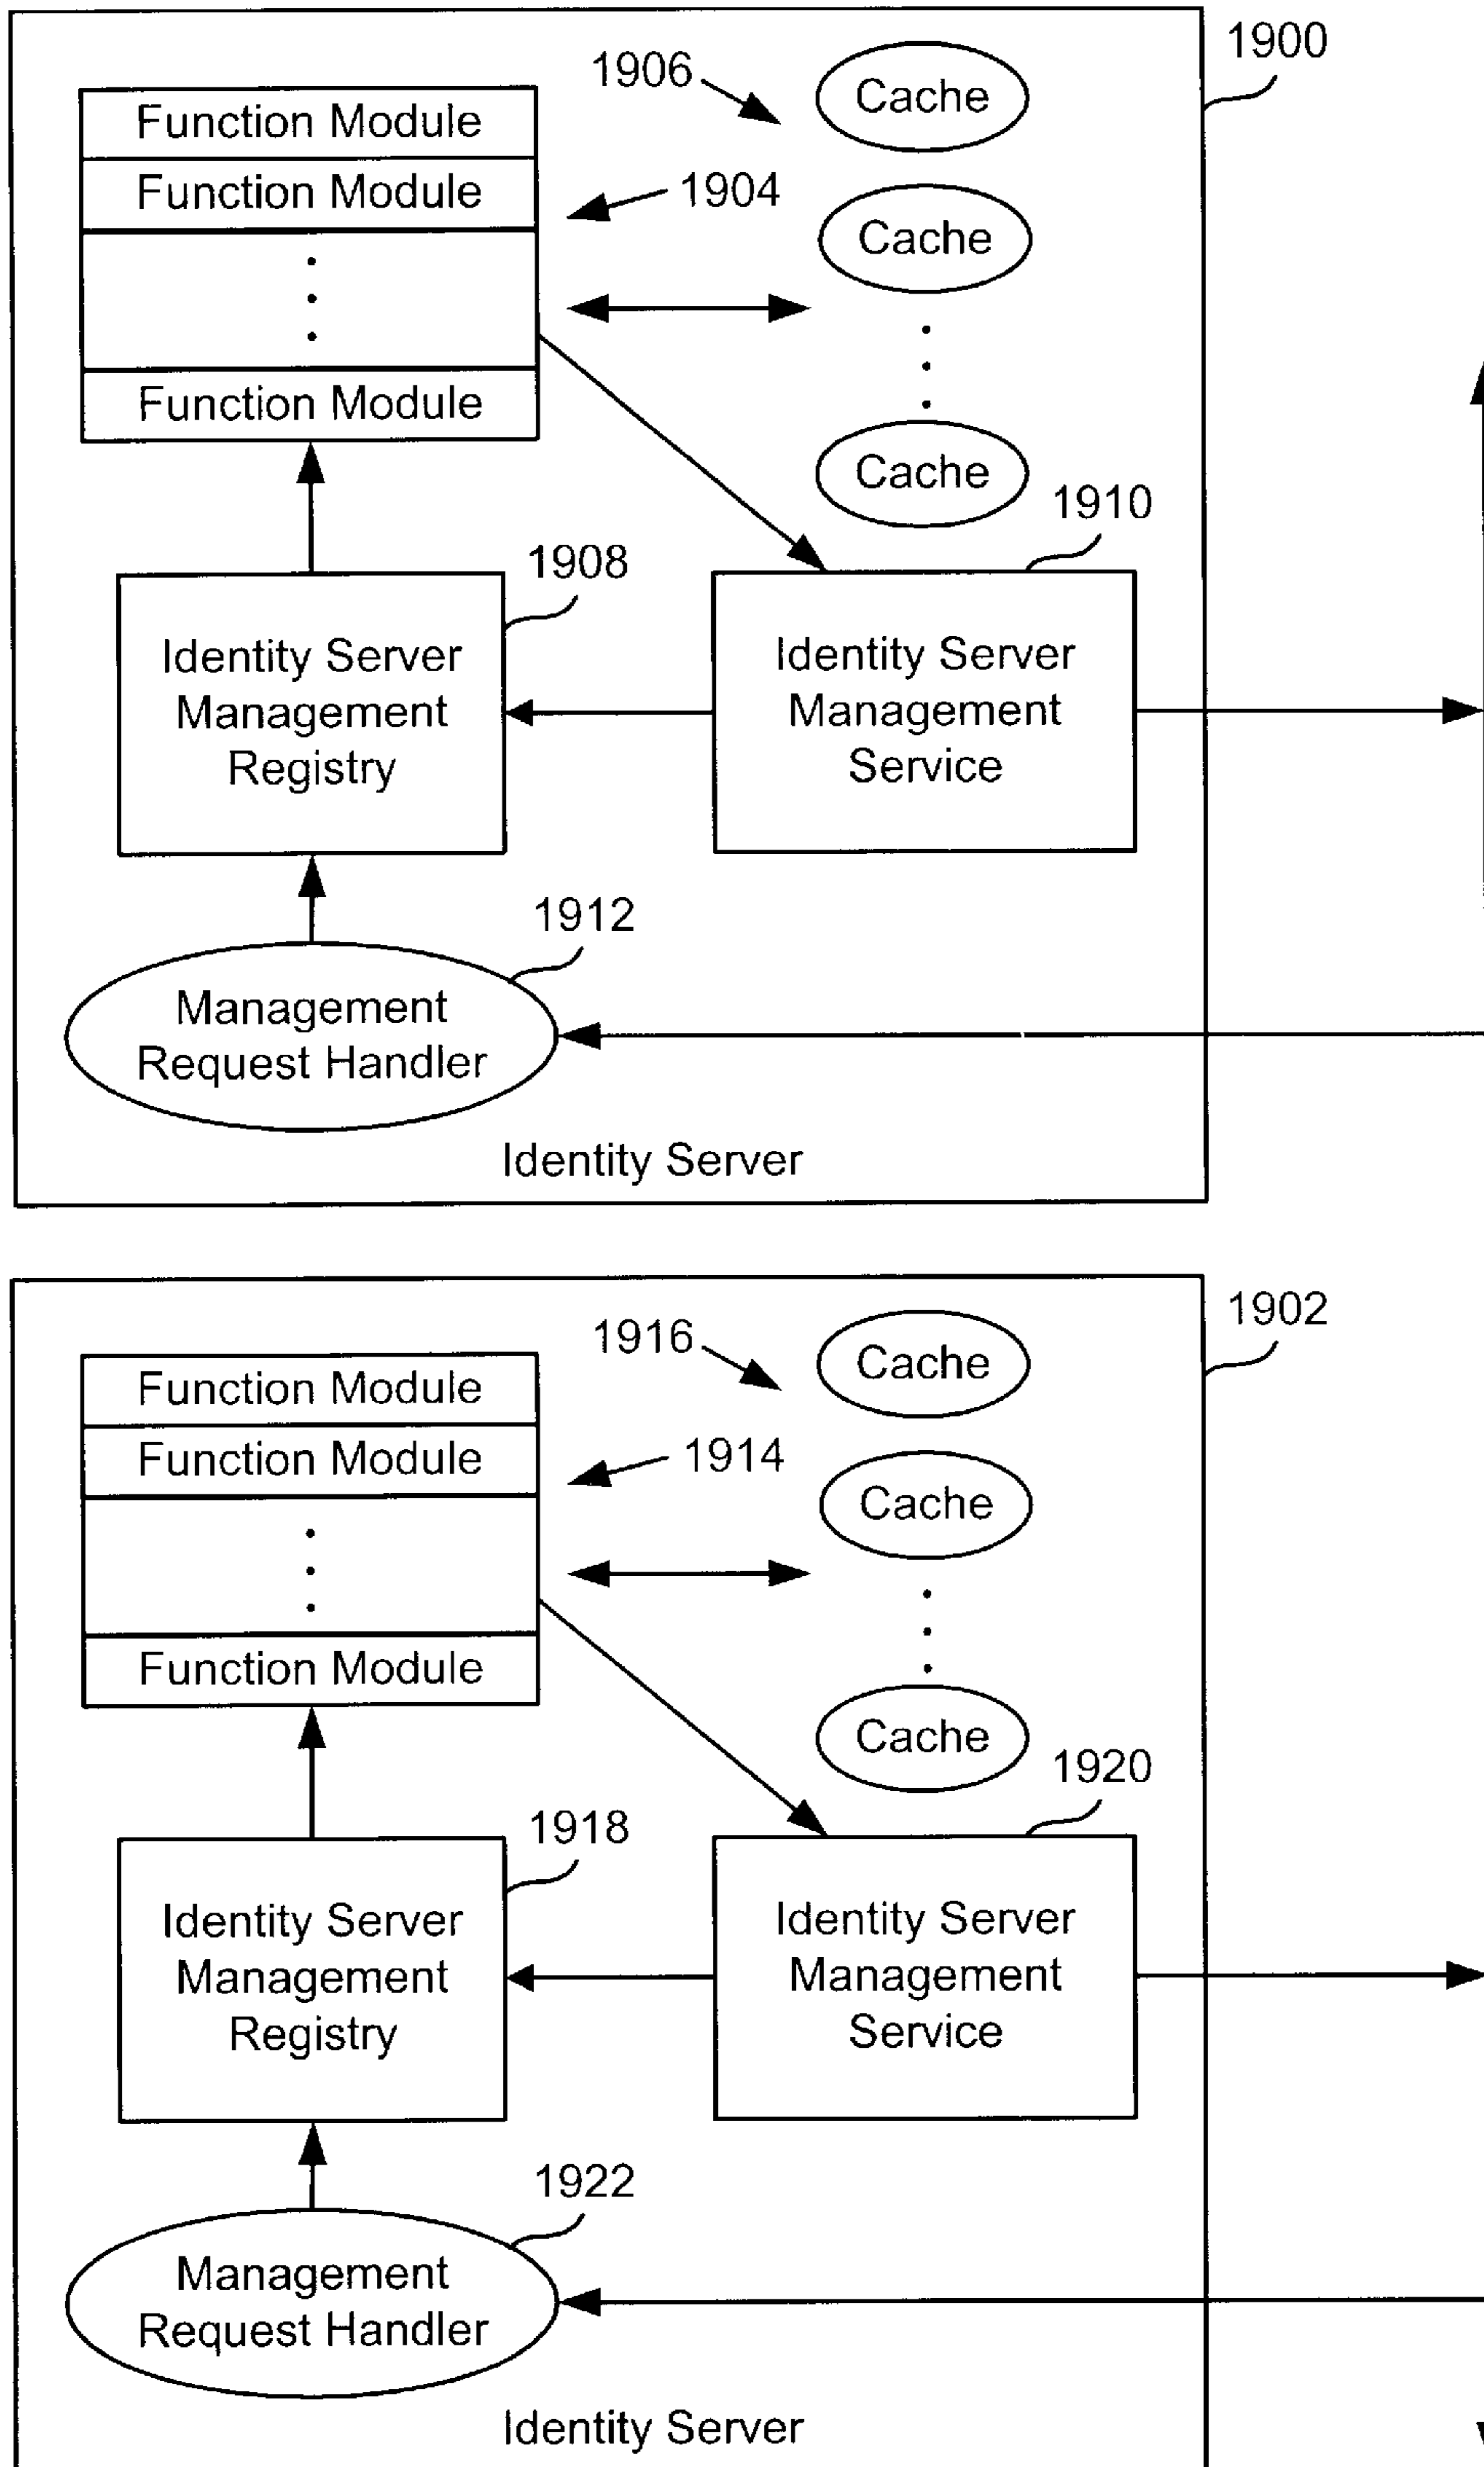 1900
1906
Cache
Function Module
Function Module
1904
Cache
Function Module
Cache
1910
1908
Identity Server
Management
Registry
Identity Server
Management
Service
1912
Management
Request Handler
Identity Server
1902
1916
Cache
Function Module
Function Module
1914
Cache
Function Module
Cache
1920
1918
Identity Server
Management
Registry
Identity Server
Management
Service
1922
Management
Request Handler
Identity Server